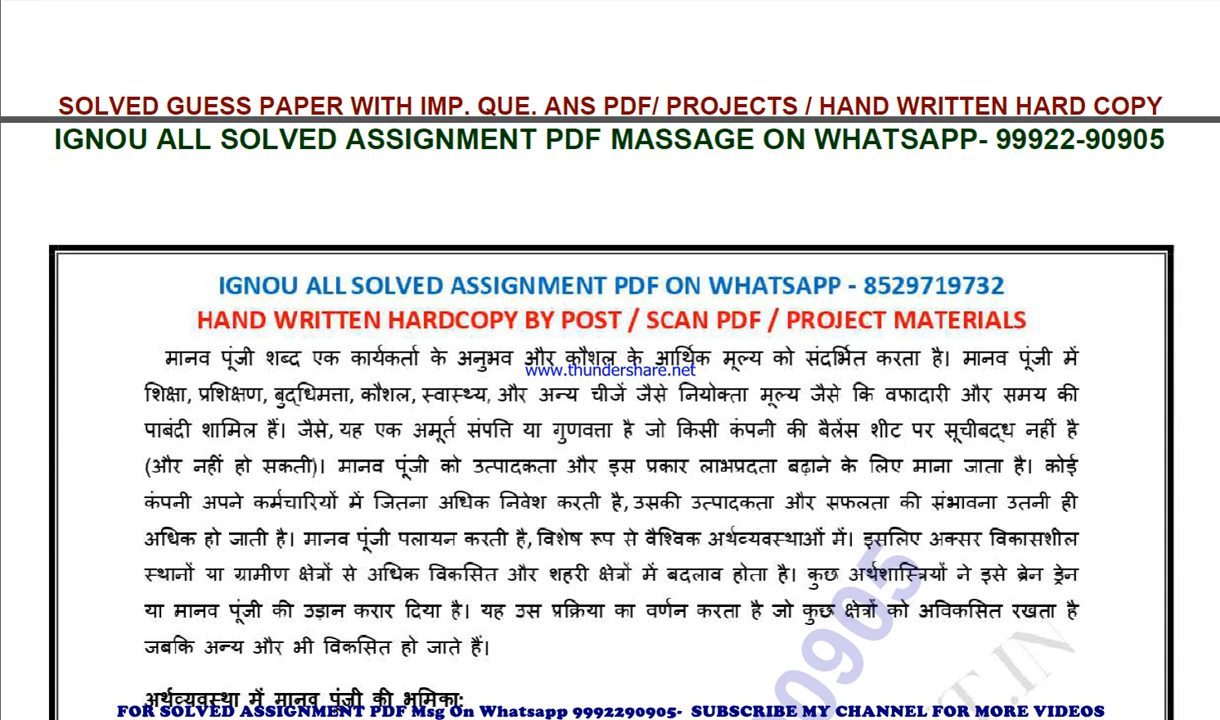 SOLVED GUESS PAPER WITH IMP. QUE. ANS PDF/ PROJECTS / HAND WRITTEN HARD COPY
IGNOU ALL SOLVED ASSIGNMENT PDF MASSAGE ON WHATSAPP- 99922-90905
IGNOU ALL SOLVED ASSIGNMENT PDF ON WHATSAPP - 8529719732
HAND WRITTEN HARDCOPY BY POST / SCAN PDF / PROJECT MATERIALS
मानव पूंजी शब्द एक कार्यकर्ता के अनुभव और कौशल के आर्थिक मूल्य को संदर्भित करता है। मानव पूंजी में
www.thundershare.net
शिक्षा, प्रशिक्षण, बुद्धिमत्ता, कौशल, स्वास्थ्य, और अन्य चीजें जैसे नियोक्ता मूल्य जैसे कि वफादारी और समय की
पाबंदी शामिल हैं। जैसे, यह एक अमूर्त संपत्ति या गुणवत्ता है जो किसी कंपनी की बैलेंस शीट पर सूचीबद्ध नहीं है
(और नहीं हो सकती)। मानव पूंजी को उत्पादकता और इस प्रकार लाभप्रदता बढ़ाने के लिए माना जाता है। कोई
कंपनी अपने कर्मचारियों में जितना अधिक निवेश करती है, उसकी उत्पादकता और सफलता की संभावना उतनी ही
अधिक हो जाती है। मानव पूंजी पलायन करती है, विशेष रूप से वैश्विक अर्थव्यवस्थाओं में। इसलिए अक्सर विकासशील
स्थानों या ग्रामीण क्षेत्रों से अधिक विकसित और शहरी क्षेत्रों में बदलाव होता है। कुछ अर्थशास्त्रियों ने इसे ब्रेन ड्रेन
या मानव पूंजी की उड़ान करार दिया है। यह उस प्रक्रिया का वर्णन करता है जो कुछ क्षेत्रों को अविकसित रखता है
जबकि अन्य और भी विकसित हो जाते हैं।
अर्थव्यवस्था में मानव पूंजी की भूमिका:
FOR SOLVED ASSIGNMENT PDF Msg On Whatsapp 9992290905- SUBSCRIBE MY CHANNEL FOR MORE VIDEOS
0905
T.IN